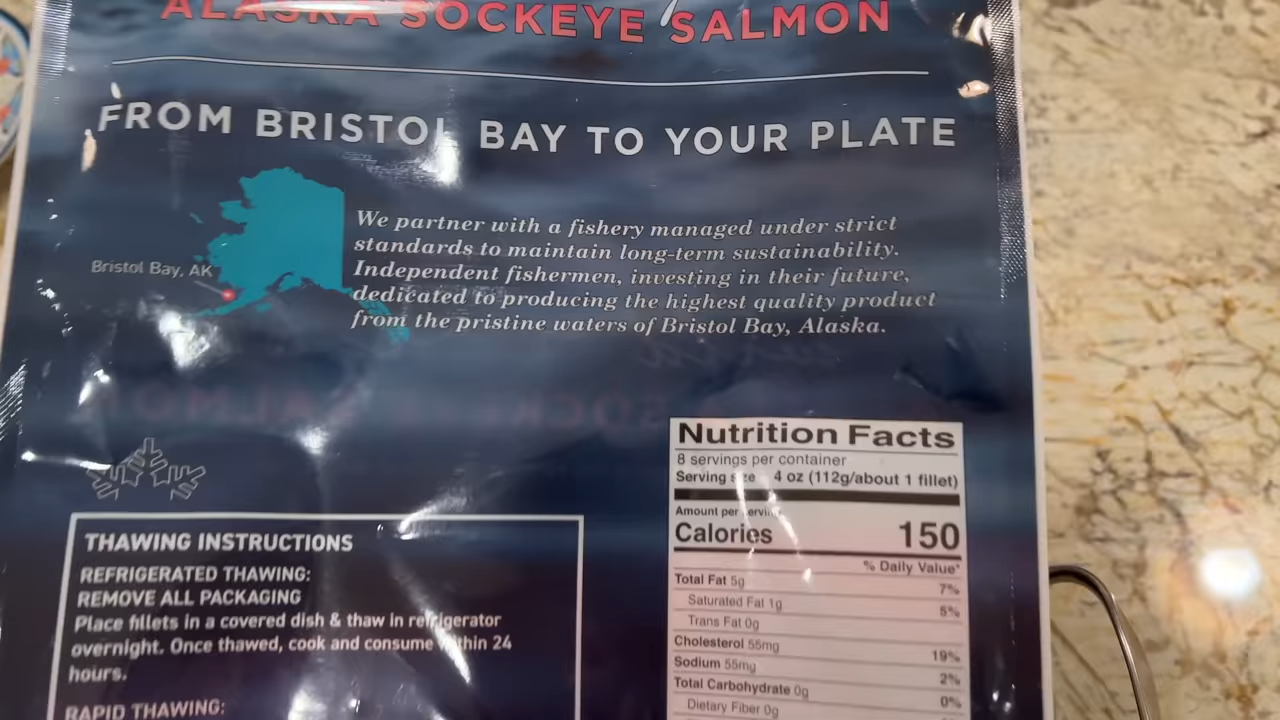 ALASKA SOCKEYE SALMON
FROM BRISTOL BAY TO YOUR PLATE
We partner with a fishery managed under strict
standards to maintain long-term sustainability.
Independent fishermen, investing in their future,
dedicated to producing the highest quality product
from the pristine waters of Bristol Bay, Alaska.
Bristol Bay, AK
THAWING INSTRUCTIONS
REFRIGERATED THAWING:
REMOVE ALL PACKAGING
Place fillets in a covered dish & thaw in refrigerator
overnight. Once thawed, cook and consume within 24
hours.
RAPID THAWING:
Nutrition Facts
8 servings per container
Serving size 4 oz (112g/about 1 fillet)
Amount per serving
Calories 150
% Daily Value*
Total Fat 5g 7%
Saturated Fat 1g 5%
Trans Fat 0g
Cholesterol 55mg 19%
Sodium 55mg 2%
Total Carbohydrate 0g 0%
Dietary Fiber 0g